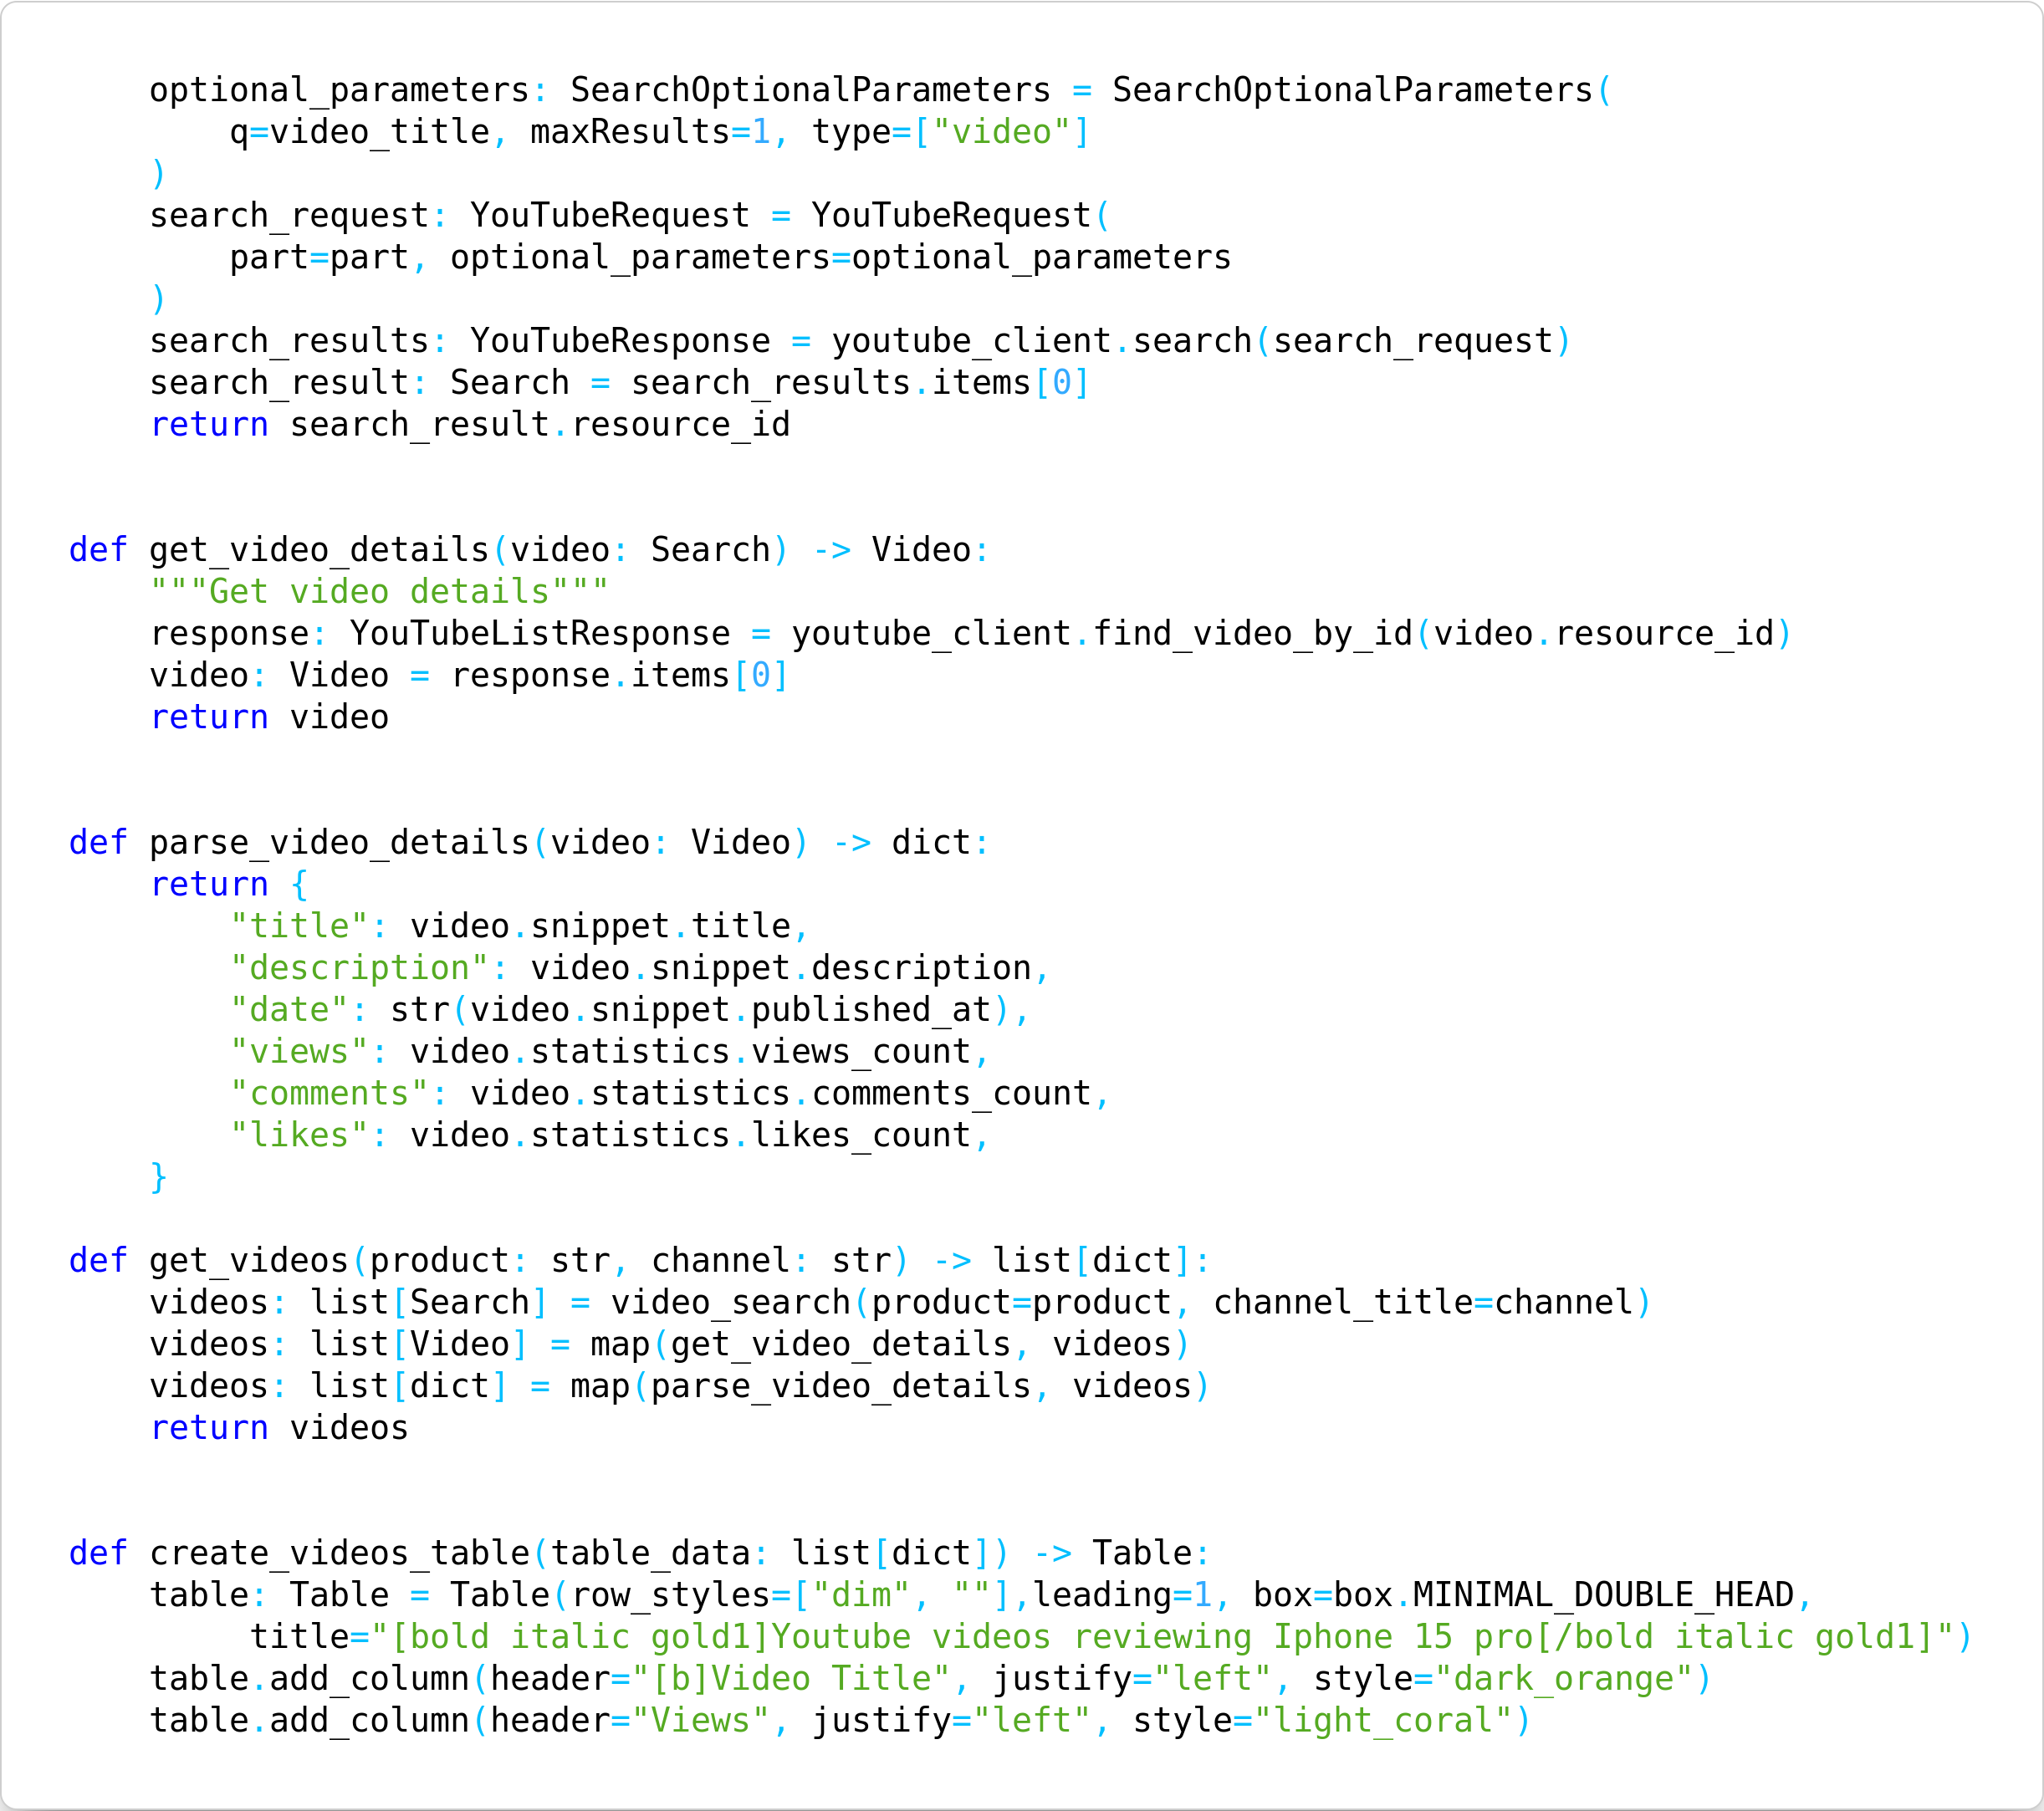 optional_parameters: SearchOptionalParameters = SearchOptionalParameters(
        q=video_title, maxResults=1, type=["video"]
    )
    search_request: YouTubeRequest = YouTubeRequest(
        part=part, optional_parameters=optional_parameters
    )
    search_results: YouTubeResponse = youtube_client.search(search_request)
    search_result: Search = search_results.items[0]
    return search_result.resource_id


def get_video_details(video: Search) -> Video:
    """Get video details"""
    response: YouTubeListResponse = youtube_client.find_video_by_id(video.resource_id)
    video: Video = response.items[0]
    return video


def parse_video_details(video: Video) -> dict:
    return {
        "title": video.snippet.title,
        "description": video.snippet.description,
        "date": str(video.snippet.published_at),
        "views": video.statistics.views_count,
        "comments": video.statistics.comments_count,
        "likes": video.statistics.likes_count,
    }

def get_videos(product: str, channel: str) -> list[dict]:
    videos: list[Search] = video_search(product=product, channel_title=channel)
    videos: list[Video] = map(get_video_details, videos)
    videos: list[dict] = map(parse_video_details, videos)
    return videos


def create_videos_table(table_data: list[dict]) -> Table:
    table: Table = Table(row_styles=["dim", ""],leading=1, box=box.MINIMAL_DOUBLE_HEAD,
         title="[bold italic gold1]Youtube videos reviewing Iphone 15 pro[/bold italic gold1]")
    table.add_column(header="[b]Video Title", justify="left", style="dark_orange")
    table.add_column(header="Views", justify="left", style="light_coral")